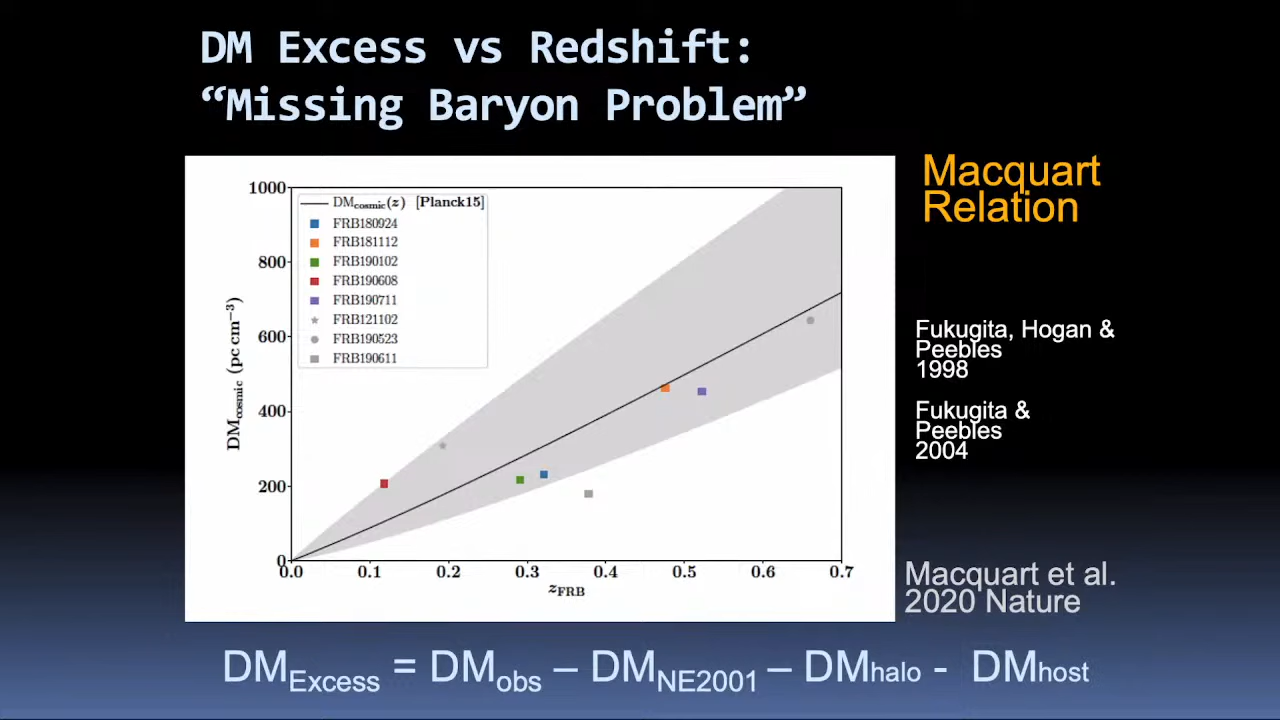 DM Excess vs Redshift:
“Missing Baryon Problem”
Macquart
Relation
1000
800
600
400
200
0
DMcosmic (pc cm−3)
DMcosmic(z) [Planck15]
FRB180924
FRB181112
FRB190102
FRB190608
FRB190711
FRB121102
FRB190523
FRB190611
0.0 0.1 0.2 0.3 0.4 0.5 0.6 0.7
zFRB
Fukugita, Hogan &
Peebles
1998
Fukugita &
Peebles
2004
Macquart et al.
2020 Nature
DMExcess = DMobs – DMNE2001 – DMhalo - DMhost